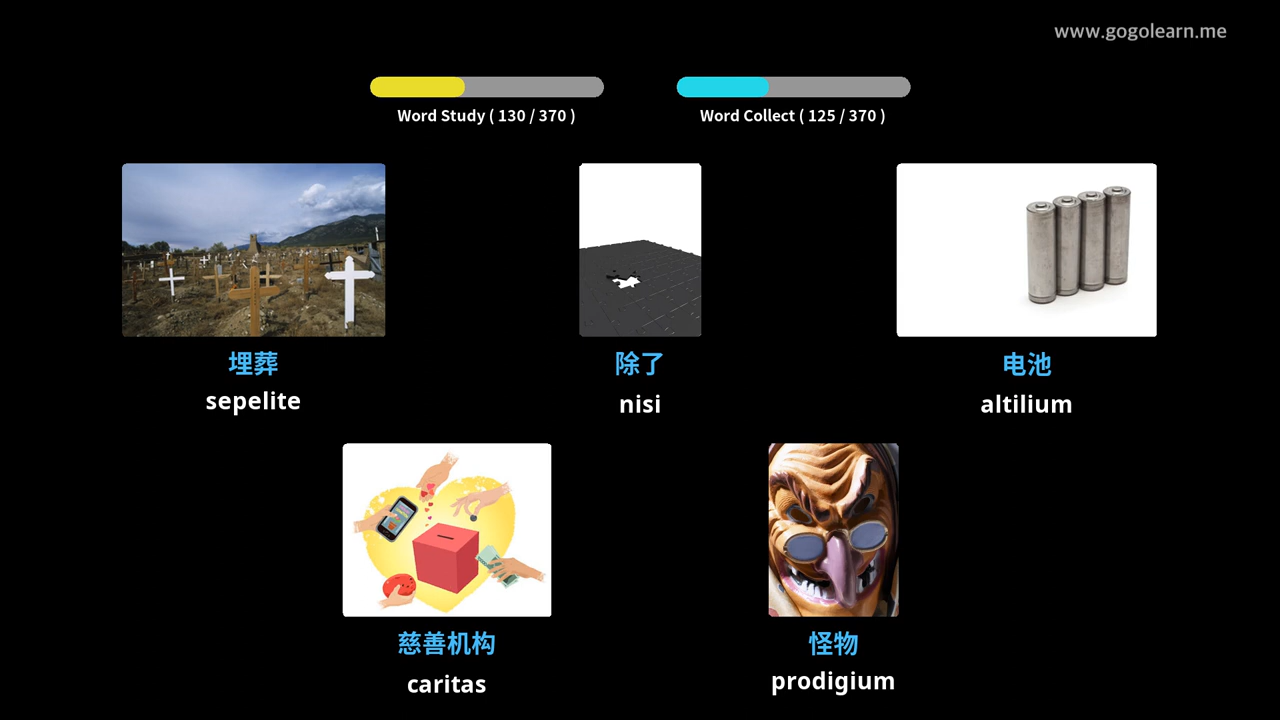 www.gogolearn.me
Word Study ( 130 / 370 )
Word Collect ( 125 / 370 )
埋葬
sepelite
除了
nisi
电池
altilium
慈善机构
caritas
怪物
prodigium